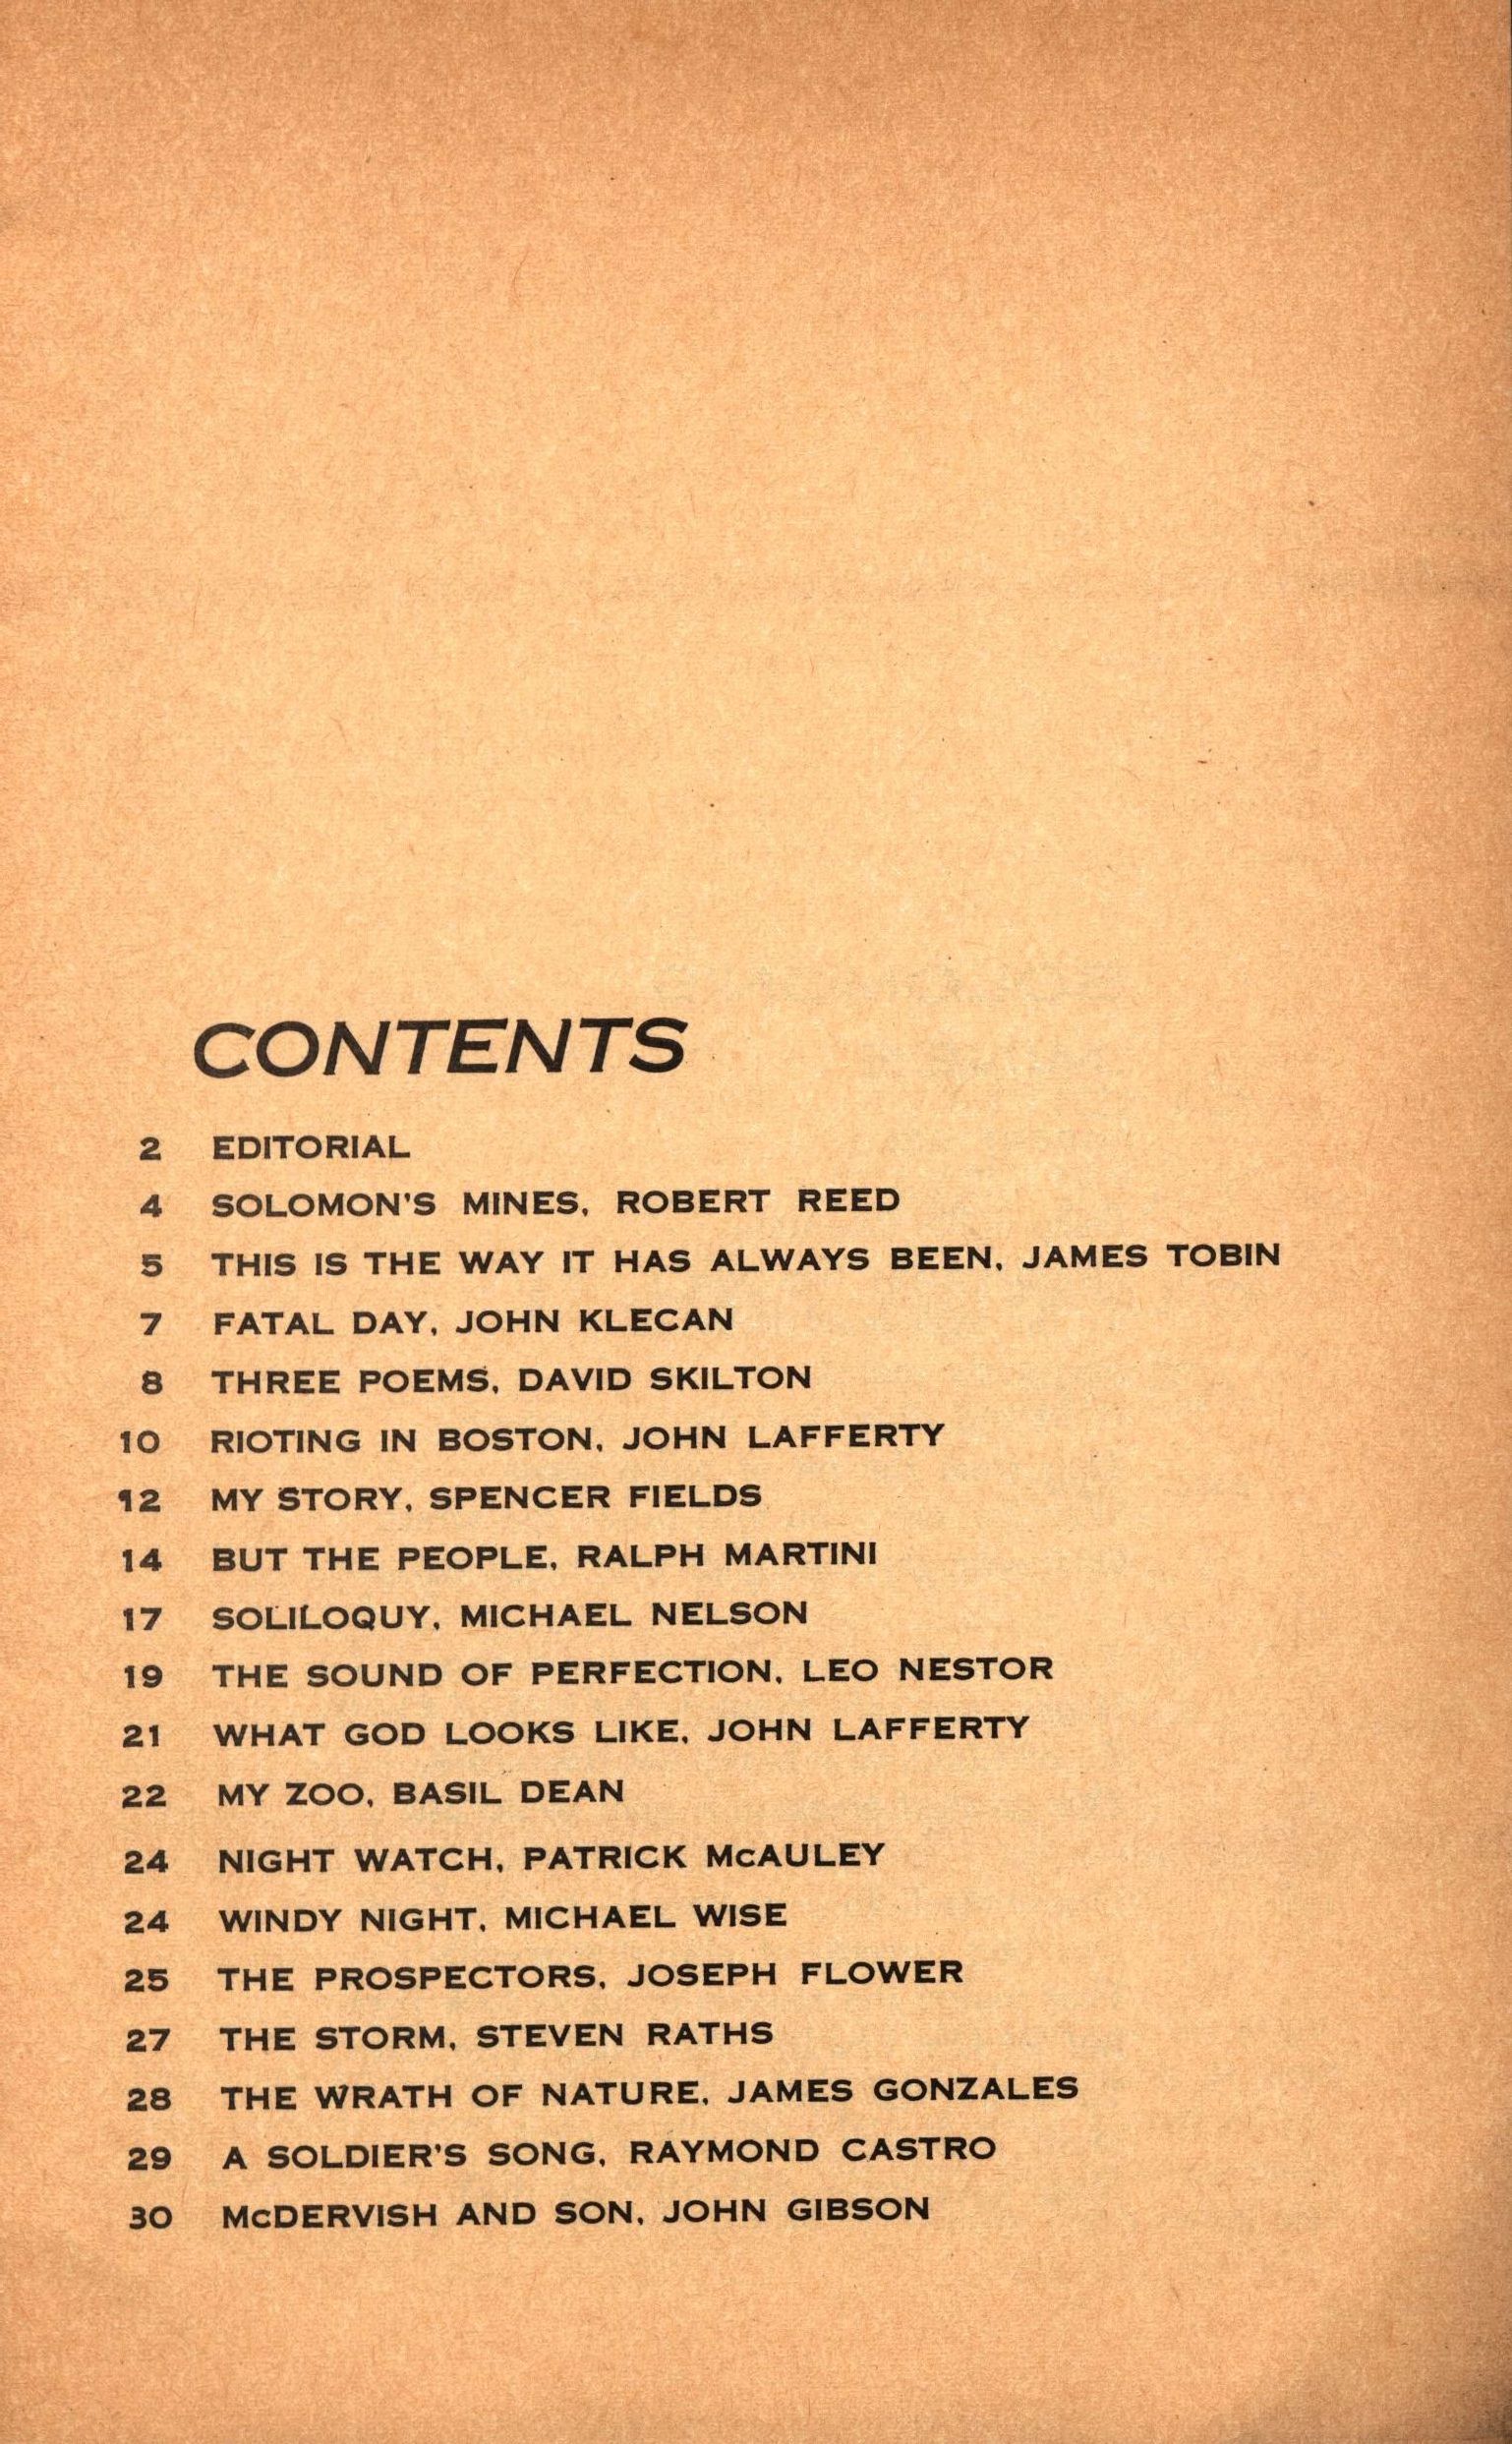 CONTENTS
2 EDITORIAL
4 SOLOMON'S MINES, ROBERT REED
5 THIS IS THE WAY IT HAS ALWAYS BEEN, JAMES TOBIN
7 FATAL DAY, JOHN KLECAN
8 THREE POEMS, DAVID SKILTON
10 RIOTING IN BOSTON, JOHN LAFFERTY
12 MY STORY, SPENCER FIELDS
14 BUT THE PEOPLE, RALPH MARTINI
17 SOLILOQUY, MICHAEL NELSON
19 THE SOUND OF PERFECTION, LEO NESTOR
21 WHAT GOD LOOKS LIKE, JOHN LAFFERTY
22 MY ZOO, BASIL DEAN
24 NIGHT WATCH, PATRICK McAULEY
24 WINDY NIGHT, MICHAEL WISE
25 THE PROSPECTORS, JOSEPH FLOWER
27 THE STORM, STEVEN RATHS
28 THE WRATH OF NATURE, JAMES GONZALES
29 A SOLDIER'S SONG, RAYMOND CASTRO
30 McDERVISH AND SON, JOHN GIBSON